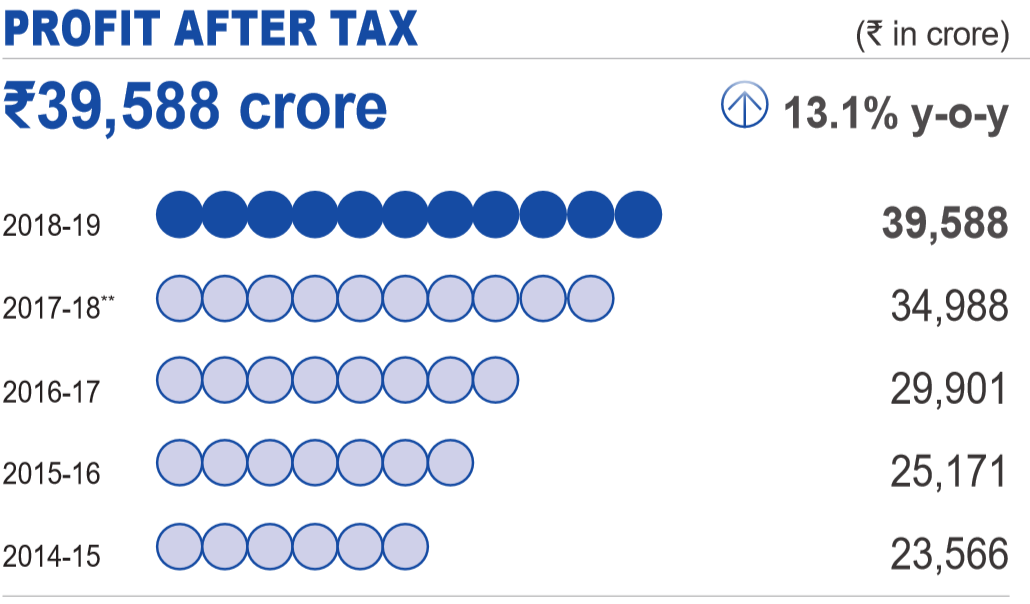 PROFIT AFTER TAX (₹ in crore)
₹39,588 crore 13.1% y-o-y
2018-19 39,588
2017-18** 34,988
2016-17 29,901
2015-16 25,171
2014-15 23,566